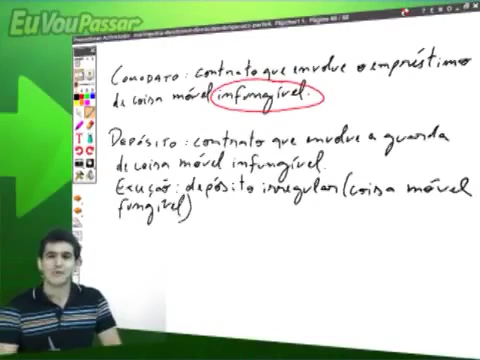 EuVouPassar
COMODATO: contrato que envolve o empréstimo
de coisa móvel infungível.
DEPÓSITO: contrato que envolve a guarda
de coisa móvel infungível.
EXCEÇÃO: depósito irregular (coisa móvel
fungível)